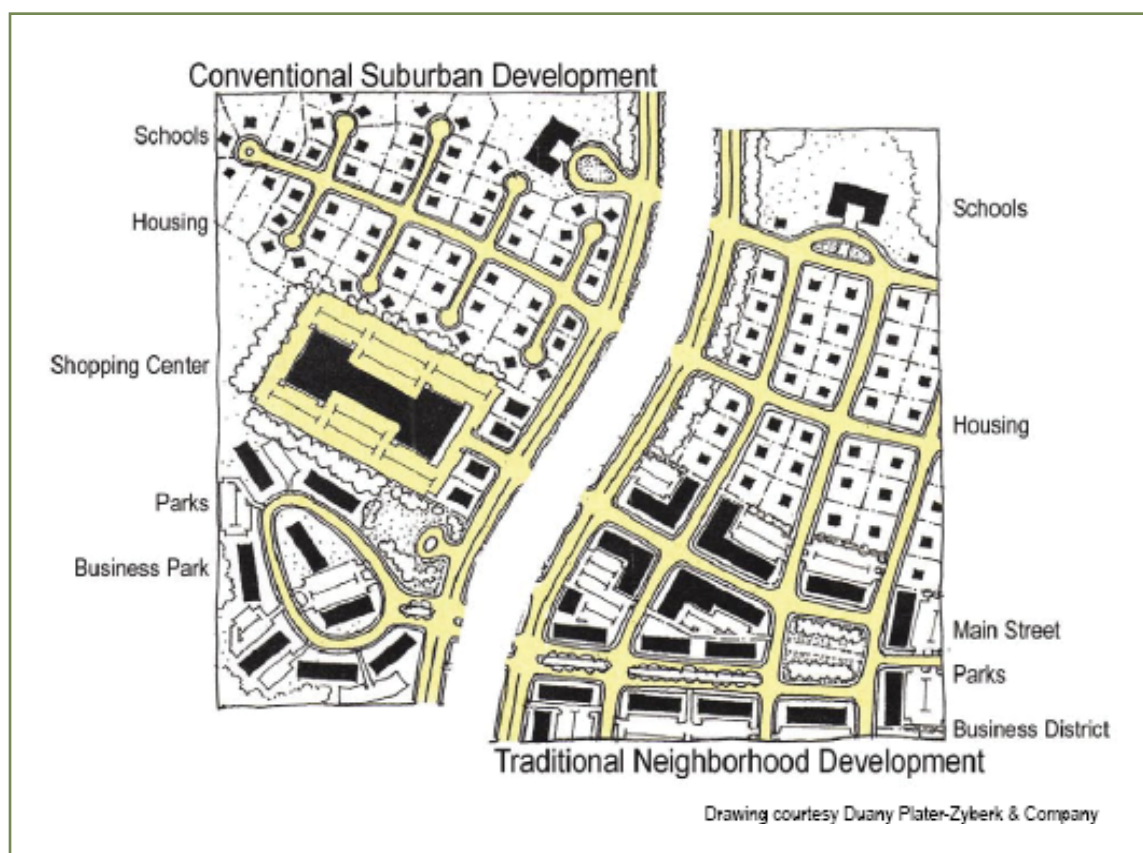 Conventional Suburban Development
Schools
Housing
Shopping Center
Parks
Business Park
Schools
Housing
Main Street
Parks
Business District
Traditional Neighborhood Development
Drawing courtesy Duany Plater-Zyberk & Company